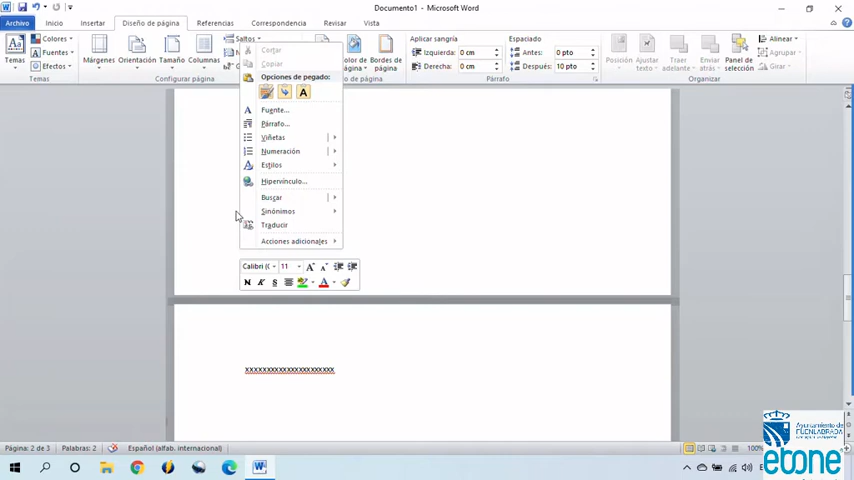 Documento1 - Microsoft Word
Archivo Inicio Insertar Diseño de página Referencias Correspondencia Revisar Vista
Temas
Colores
Fuentes
Efectos
Temas
Márgenes
Orientación
Tamaño
Columnas
Saltos
Configurar página
Color de página
Bordes de página
Aplicar sangría
Izquierda: 0 cm
Derecha: 0 cm
Espaciado
Antes: 0 pto
Después: 10 pto
Párrafo
Posición
Ajustar texto
Traer adelante
Enviar atrás
Panel de selección
Alinear
Agrupar
Girar
Organizar
Cortar
Copiar
Opciones de pegado:
Fuente...
Párrafo...
Viñetas
Numeración
Estilos
Hipervínculo...
Buscar
Sinónimos
Traducir
Acciones adicionales
Calibri (C 11
N K S
xxxxxxxxxxxxxxxxxxxxx
Página: 2 de 3 Palabras: 2 Español (alfab. internacional) 100%
Ayuntamiento de
FUENLABRADA
etone